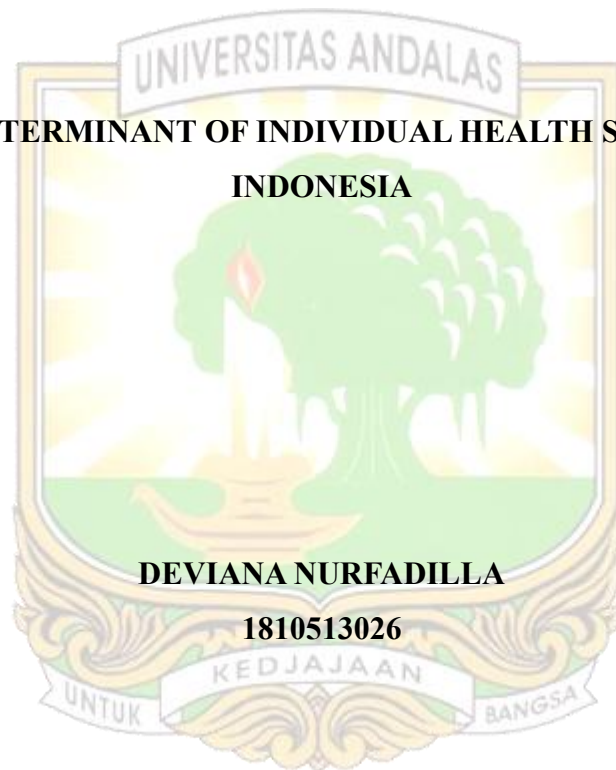 UNIVERSITAS ANDALAS
TERMINANT OF INDIVIDUAL HEALTH S
INDONESIA
DEVIANA NURFADILLA
1810513026
KEDJAJAAN
UNTUK BANGSA